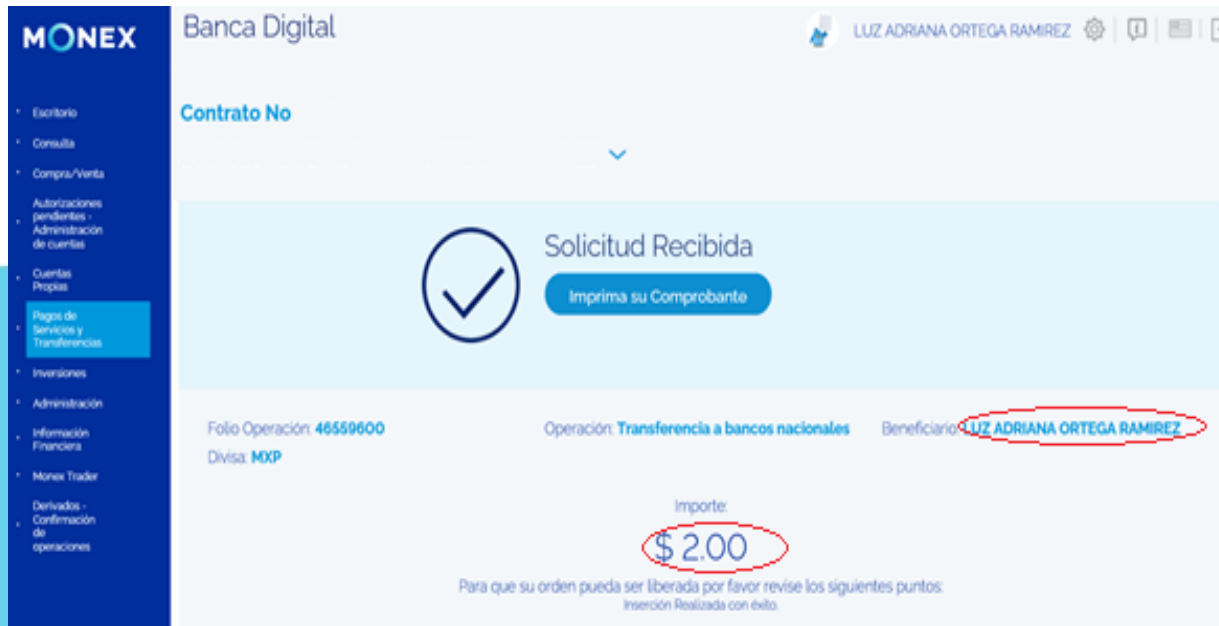 MONEX
Banca Digital
LUZ ADRIANA ORTEGA RAMIREZ
Escritorio
Consulta
Compra/Venta
Autorizaciones
pendientes -
Administración
de cuentas
Cuentas
Propias
Pagos de
Servicios y
Transferencias
Inversiones
Administración
Información
Financiera
Monex Trader
Derivados -
Confirmación
de
operaciones
Contrato No
Solicitud Recibida
Imprima su Comprobante
Folio Operación: 46559600
Operación: Transferencia a bancos nacionales
Beneficiario: LUZ ADRIANA ORTEGA RAMIREZ
Divisa: MXP
Importe:
$ 2.00
Para que su orden pueda ser liberada por favor revise los siguientes puntos:
Inserción Realizada con éxito.